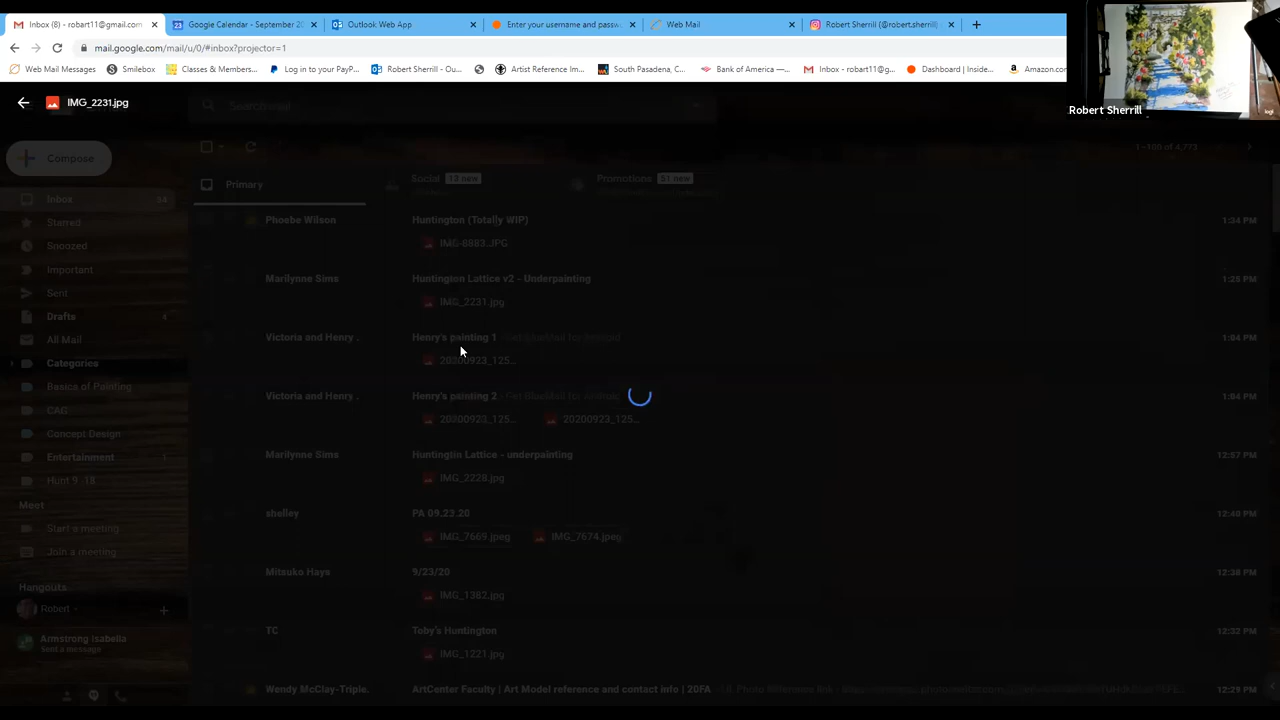 Inbox (8) - robart11@gmail.com
Google Calendar - September 20
Outlook Web App
Enter your username and passw
Web Mail
Robert Sherrill (@robert.sherrill)
mail.google.com/mail/u/0/#inbox?projector=1
Web Mail Messages
Smilebox
Classes & Members...
Log in to your PayP...
Robert Sherrill - Ou...
Artist Reference Im...
South Pasadena, C...
Bank of America —...
Inbox - robart11@g...
Dashboard | Inside...
Amazon.com
Robert Sherrill
IMG_2231.jpg
Compose
1-100 of 4,773
Inbox 34
Primary
Social 13 new
Promotions 51 new
Starred
Phoebe Wilson Huntington (Totally WIP) 1:34 PM
Snoozed
IMG-8883..JPG
Important
Marilynne Sims Huntington Lattice v2 - Underpainting 1:25 PM
Sent
IMG_2231.jpg
Drafts 4
All Mail
Victoria and Henry . Henry's painting 1 1:04 PM
Categories
20200923_125...
Basics of Painting
Victoria and Henry . Henry's painting 2 - Get BlueMail for Android 1:04 PM
CAG
20200923_125... 20200923_125...
Concept Design
Entertainment 1
Marilynne Sims Huntingtin Lattice - underpainting 12:57 PM
Hunt 9 .18
IMG_2228.jpg
Meet
shelley PA 09.23.20 12:40 PM
Start a meeting
IMG_7669.jpeg IMG_7674.jpeg
Join a meeting
Mitsuko Hays 9/23/20 12:38 PM
Hangouts
IMG_1382.jpg
Robert
TC Toby's Huntington 12:32 PM
Armstrong Isabella
Sent a message
IMG_1221.jpg
Wendy McClay-Triple. ArtCenter Faculty | Art Model reference and contact info | 20FA 12:29 PM